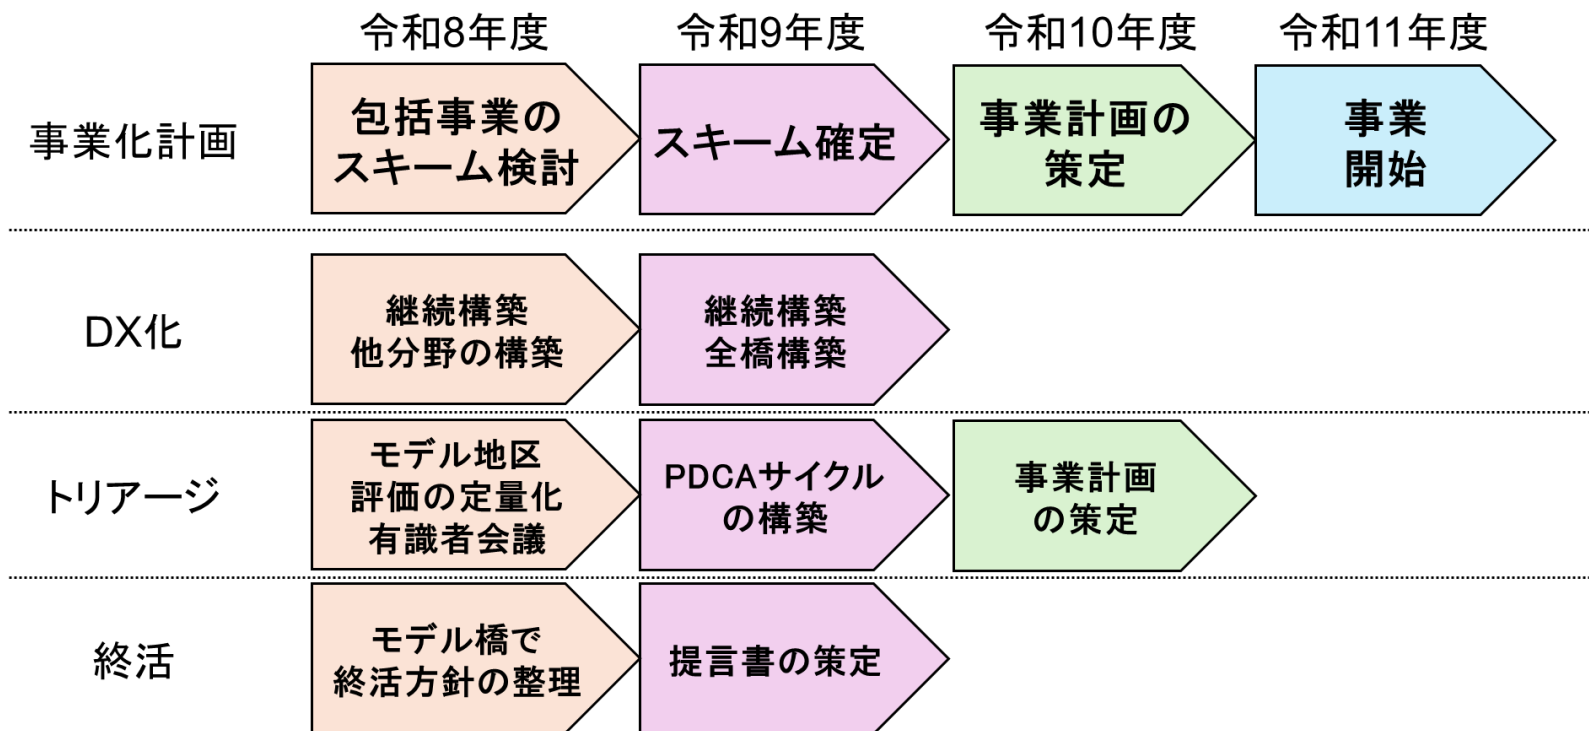 令和8年度 令和9年度 令和10年度 令和11年度
事業化計画
包括事業の
スキーム検討
スキーム確定
事業計画の
策定
事業
開始
DX化
継続構築
他分野の構築
継続構築
全橋構築
トリアージ
モデル地区
評価の定量化
有識者会議
PDCAサイクル
の構築
事業計画
の策定
終活
モデル橋で
終活方針の整理
提言書の策定